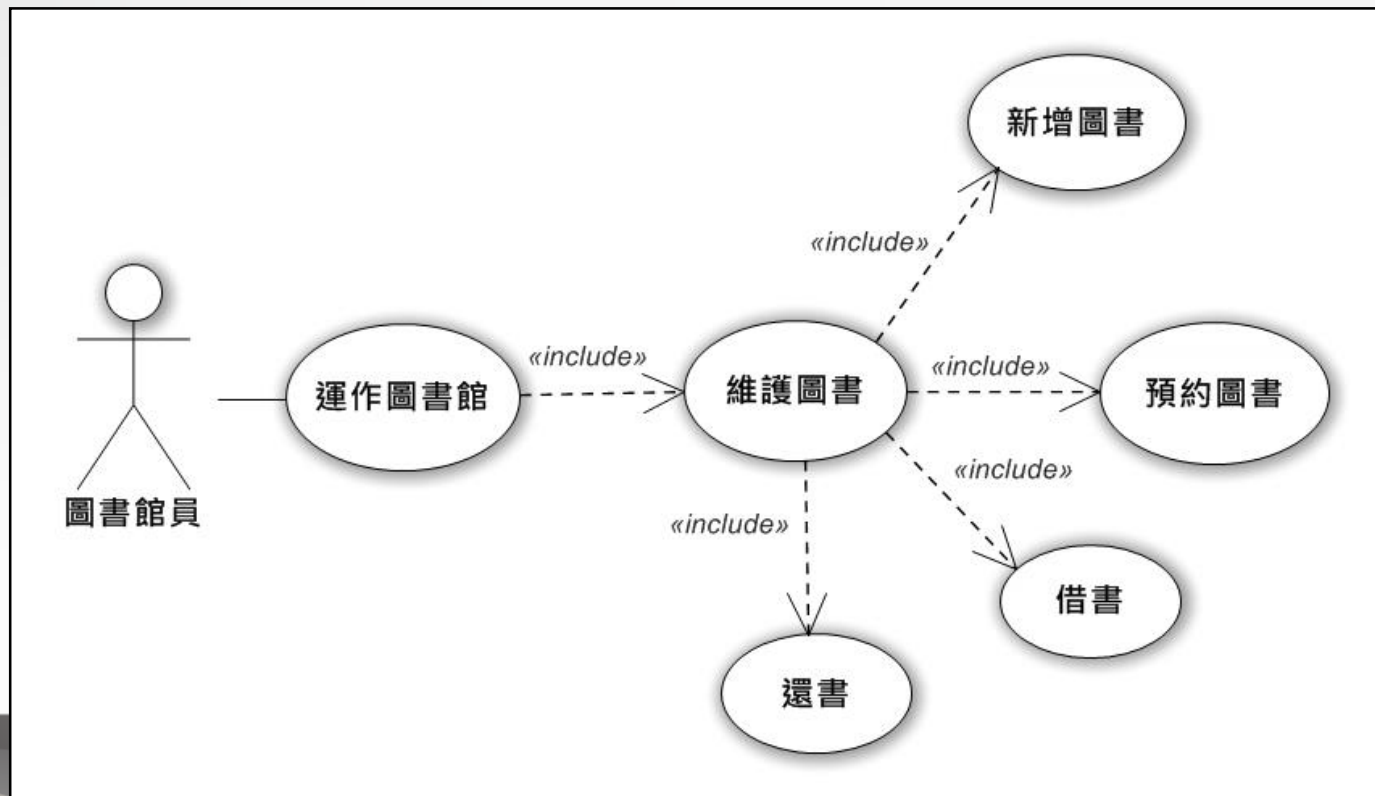 新增圖書
«include»
圖書館員
運作圖書館
«include»
維護圖書
«include»
預約圖書
«include»
借書
«include»
還書